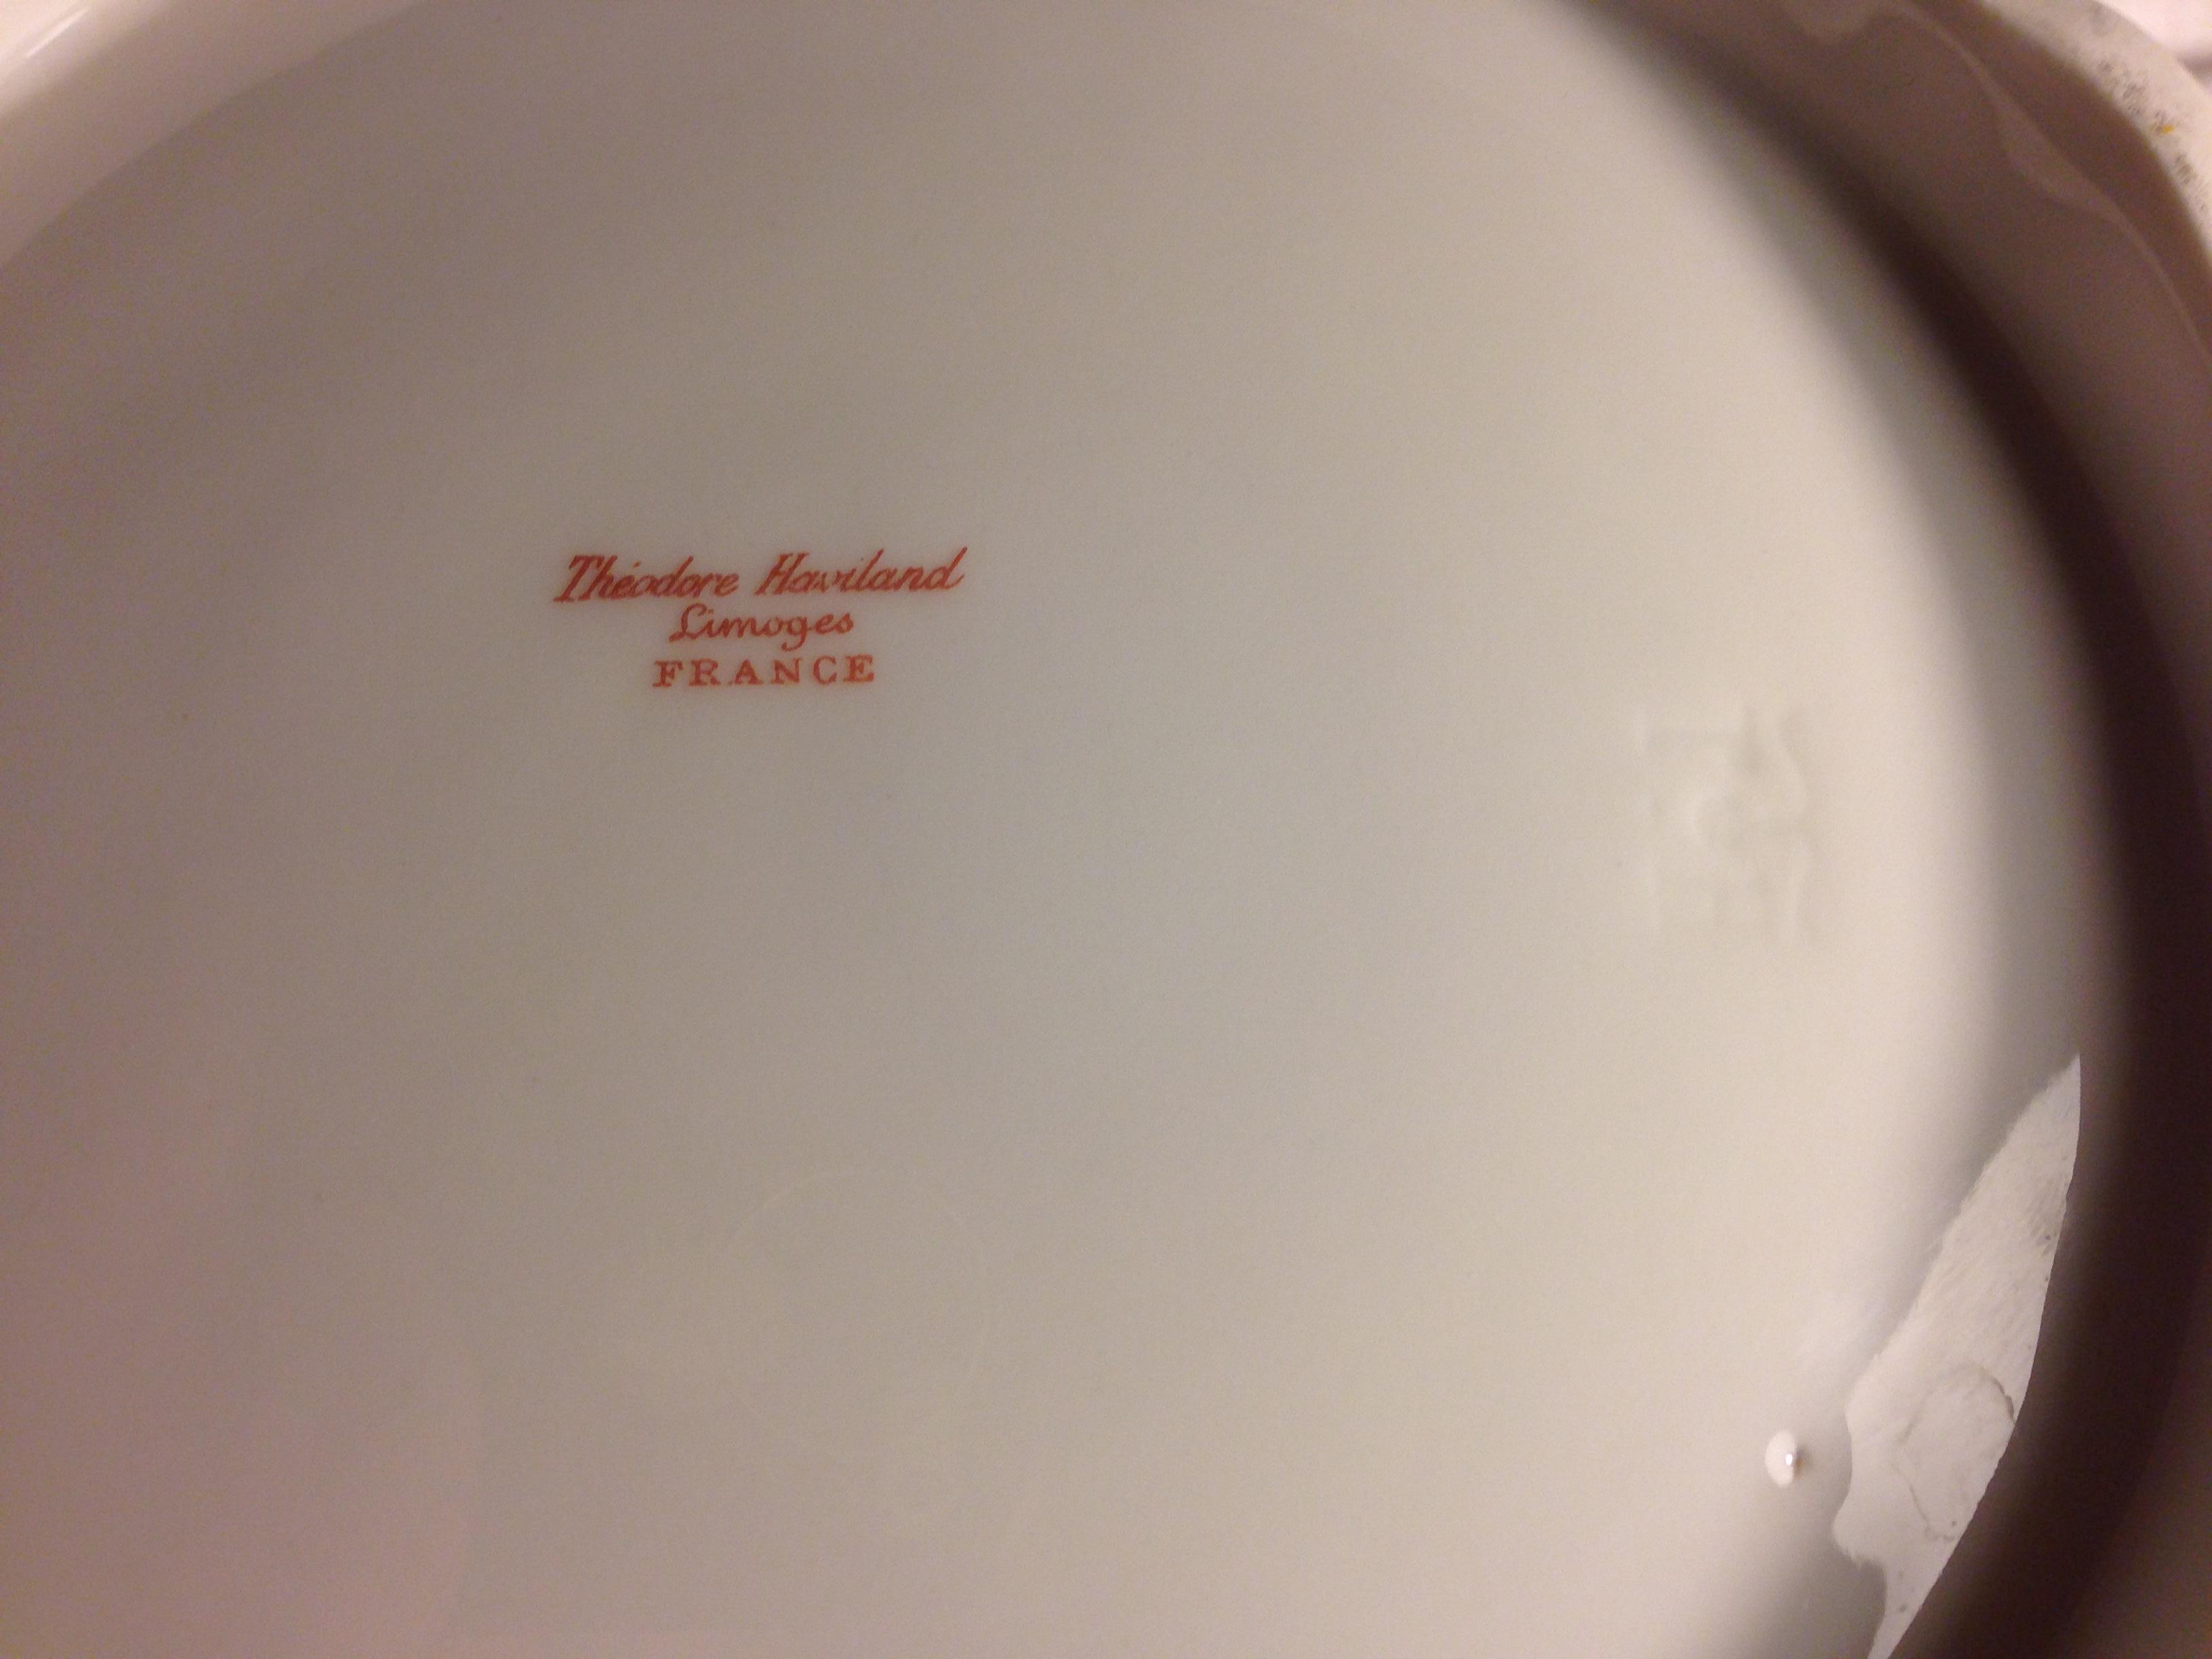 Théodore Haviland
Limoges
FRANCE